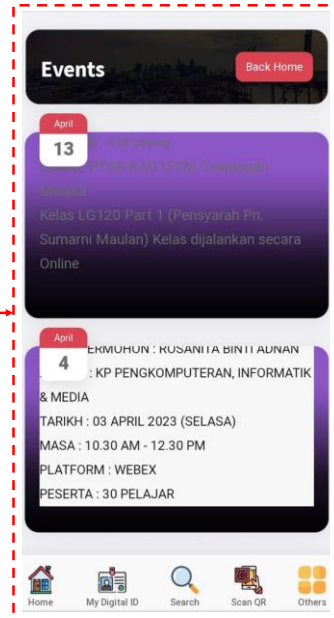 Events
Back Home
April
13
Melaka
Kelas LG120 Part 1 (Pensyarah Pn.
Sumarni Maulan) Kelas dijalankan secara
Online
April
4
: ROSANITA BINTI ADNAN
: KP PENGKOMPUTERAN, INFORMATIK
& MEDIA
TARIKH : 03 APRIL 2023 (SELASA)
MASA : 10.30 AM - 12.30 PM
PLATFORM : WEBEX
PESERTA : 30 PELAJAR
Home
My Digital ID
Search
Scan QR
Others